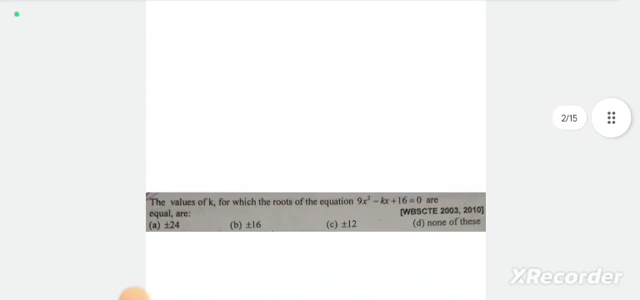 2/15
The values of k, for which the roots of the equation 9x² − kx + 16 = 0 are
equal, are: [WBSCTE 2003, 2010]
(a) ±24 (b) ±16 (c) ±12 (d) none of these
XRecorder